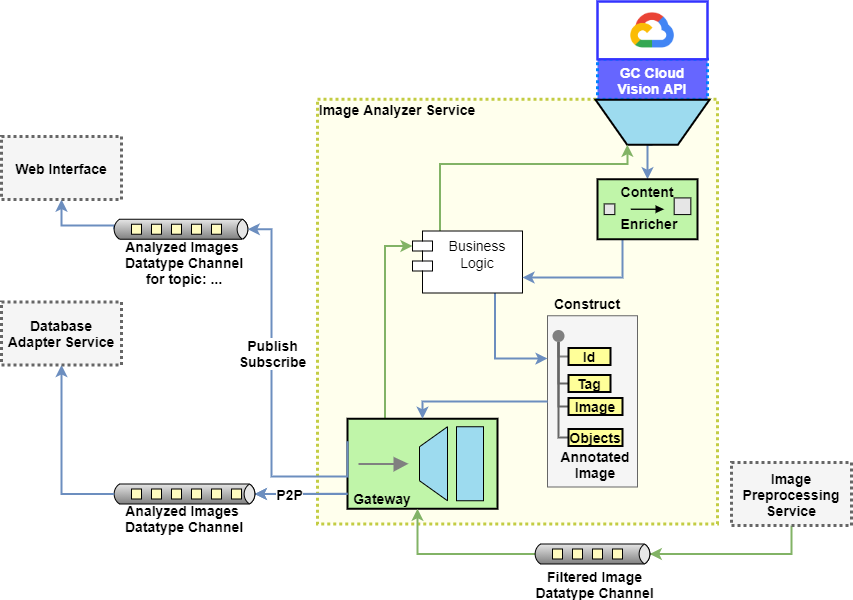 GC Cloud
Vision API
Image Analyzer Service
Web Interface
Content
Enricher
Analyzed Images
Datatype Channel
for topic: ...
Business
Logic
Construct
Database
Adapter Service
Publish
Subscribe
Id
Tag
Image
Objects
Annotated
Image
Gateway
P2P
Analyzed Images
Datatype Channel
Image
Preprocessing
Service
Filtered Image
Datatype Channel